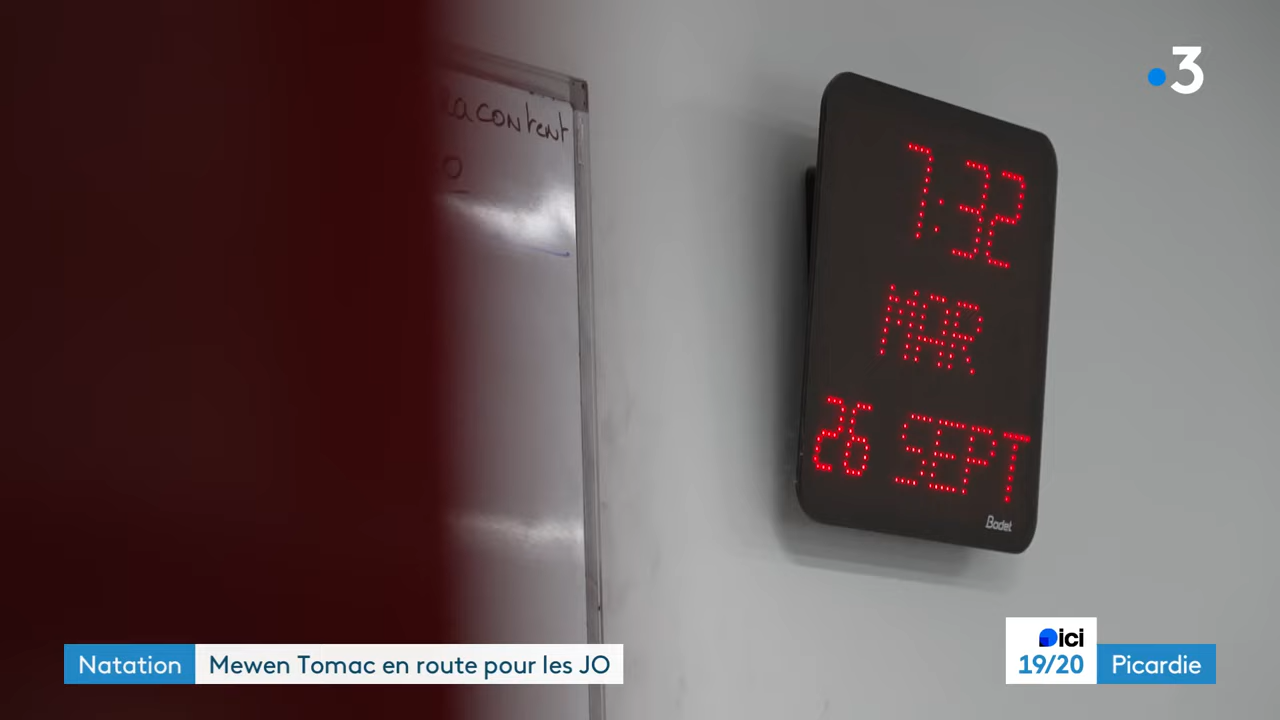 3
acontent
7:32
MAR
26 SEPT
Bodet
Natation
Mewen Tomac en route pour les JO
ici
19/20
Picardie